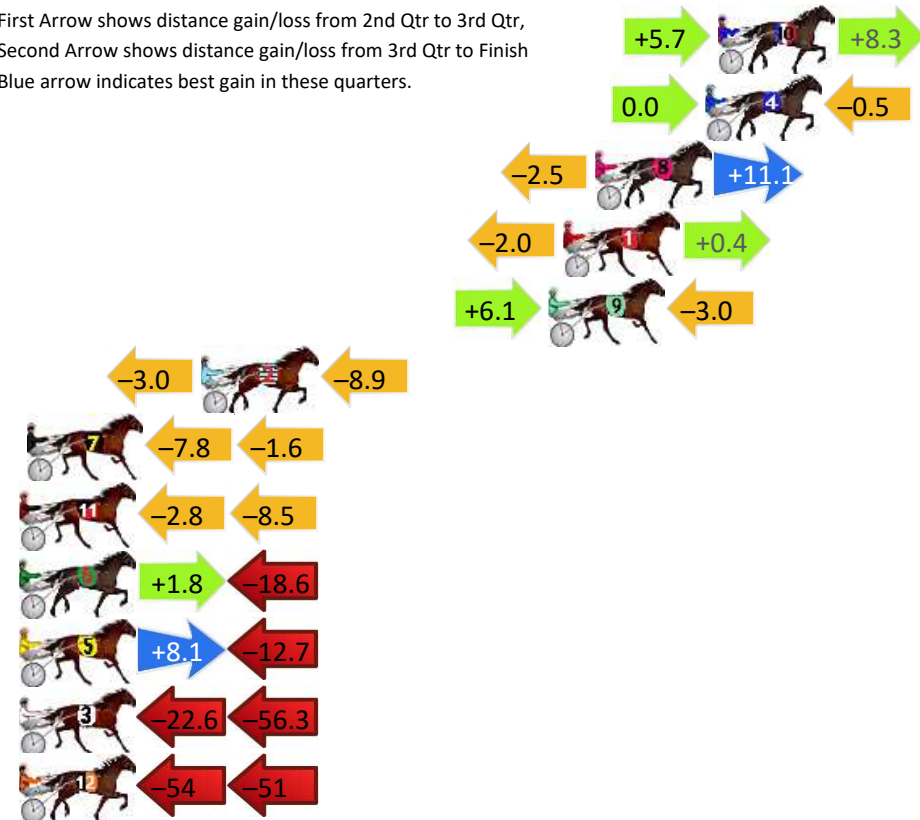 First Arrow shows distance gain/loss from 2nd Qtr to 3rd Qtr,
Second Arrow shows distance gain/loss from 3rd Qtr to Finish
Blue arrow indicates best gain in these quarters.
+5.7 10 +8.3
0.0 4 –0.5
–2.5 8 +11.1
–2.0 1 +0.4
+6.1 9 –3.0
–3.0 2 –8.9
7 –7.8 –1.6
11 –2.8 –8.5
6 +1.8 –18.6
5 +8.1 –12.7
3 –22.6 –56.3
12 –54 –51